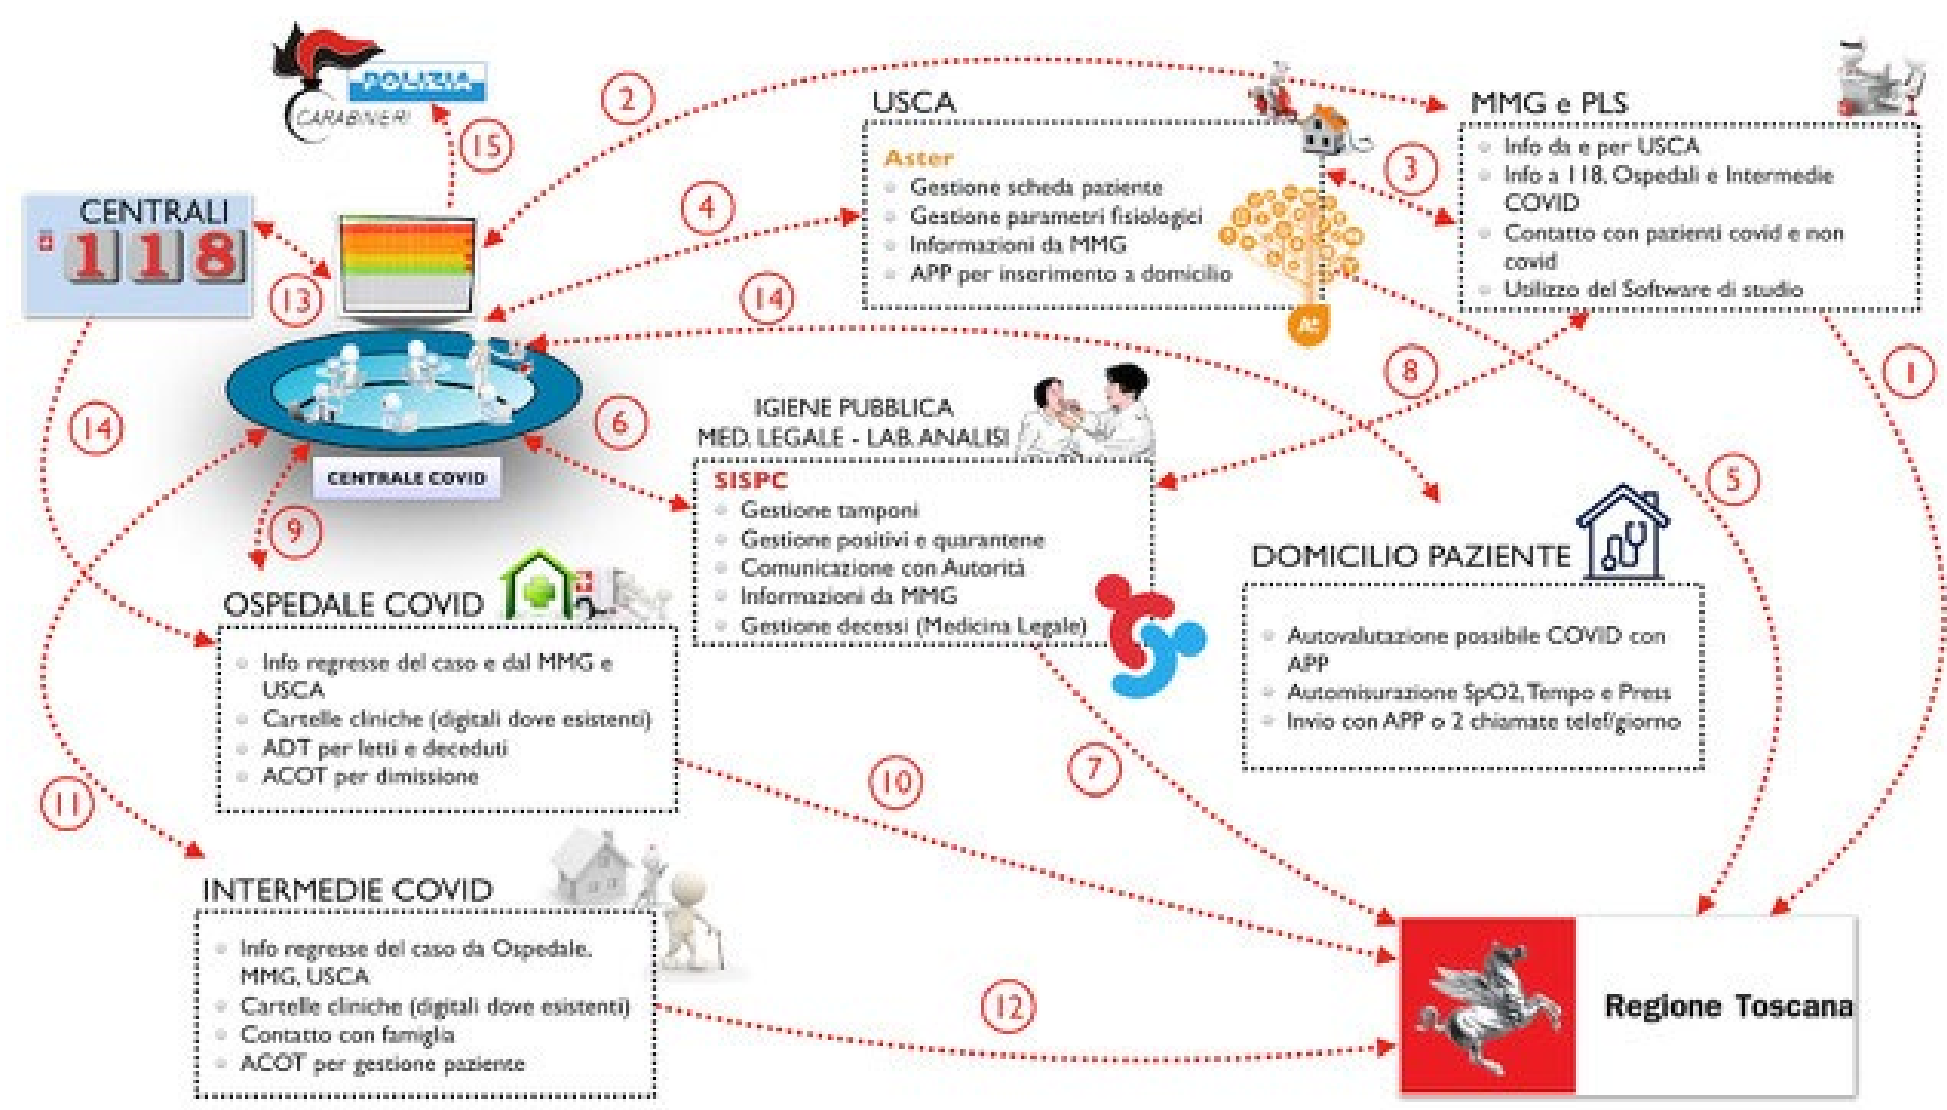 POLIZIA
CARABINIERI
15
2
CENTRALI
118
13
14
CENTRALE COVID
9
11
4
14
6
USCA
Aster
Gestione scheda paziente
Gestione parametri fisiologici
Informazioni da MMG
APP per inserimento a domicilio
A
3
MMG e PLS
Info da e per USCA
Info a 118, Ospedali e Intermedie
COVID
Contatto con pazienti covid e non
covid
Utilizzo del Software di studio
8
1
5
IGIENE PUBBLICA
MED. LEGALE - LAB. ANALISI
SISPC
Gestione tamponi
Gestione positivi e quarantene
Comunicazione con Autorità
Informazioni da MMG
Gestione decessi (Medicina Legale)
7
DOMICILIO PAZIENTE
Autovalutazione possibile COVID con
APP
Automisurazione SpO2, Tempo e Press
Invio con APP o 2 chiamate telef/giorno
OSPEDALE COVID
Info regresse del caso e dal MMG e
USCA
Cartelle cliniche (digitali dove esistenti)
ADT per letti e deceduti
ACOT per dimissione
10
INTERMEDIE COVID
Info regresse del caso da Ospedale,
MMG, USCA
Cartelle cliniche (digitali dove esistenti)
Contatto con famiglia
ACOT per gestione paziente
12
Regione Toscana